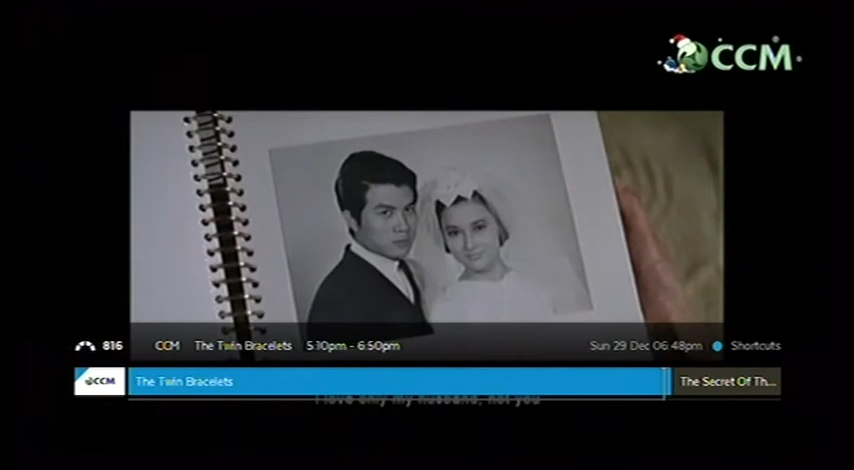 CCM
816 CCM The Twin Bracelets 5:10pm - 6:50pm Sun 29 Dec 06:48pm Shortcuts
CCM The Twin Bracelets The Secret Of Th...
I love only my husband, not you